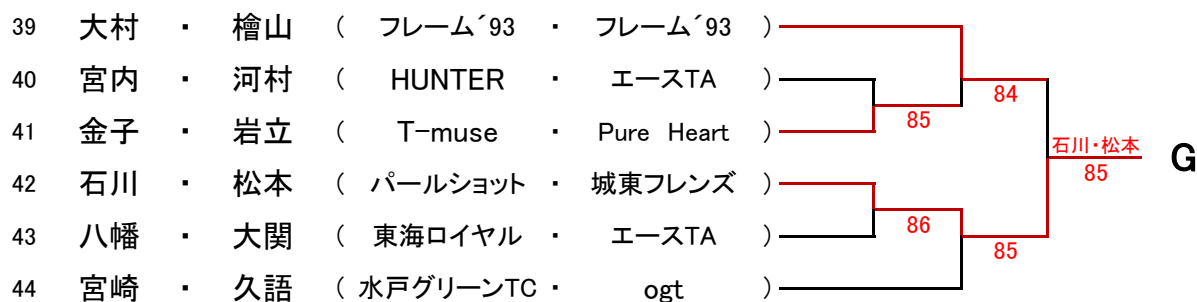 39 大村 ・ 檜山 ( フレーム´93 ・ フレーム´93 )
40 宮内 ・ 河村 ( HUNTER ・ エースTA )
84
41 金子 ・ 岩立 ( T-muse ・ Pure Heart )
85
石川・松本
G
85
42 石川 ・ 松本 ( パールショット ・ 城東フレンズ )
43 八幡 ・ 大関 ( 東海ロイヤル ・ エースTA )
86
85
44 宮崎 ・ 久語 ( 水戸グリーンTC ・ ogt )